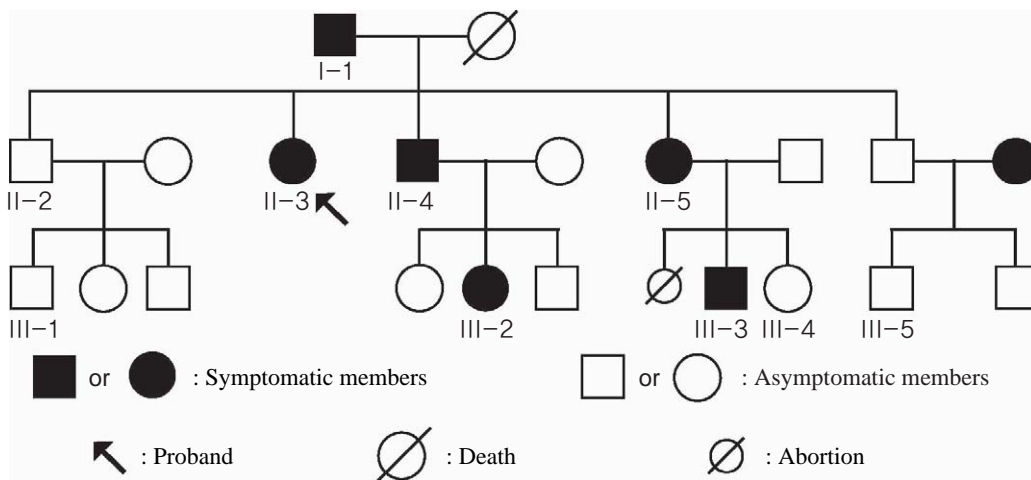 I-1
II-2 II-3 II-4 II-5
III-1 III-2 III-3 III-4 III-5
or : Symptomatic members or : Asymptomatic members
: Proband : Death : Abortion